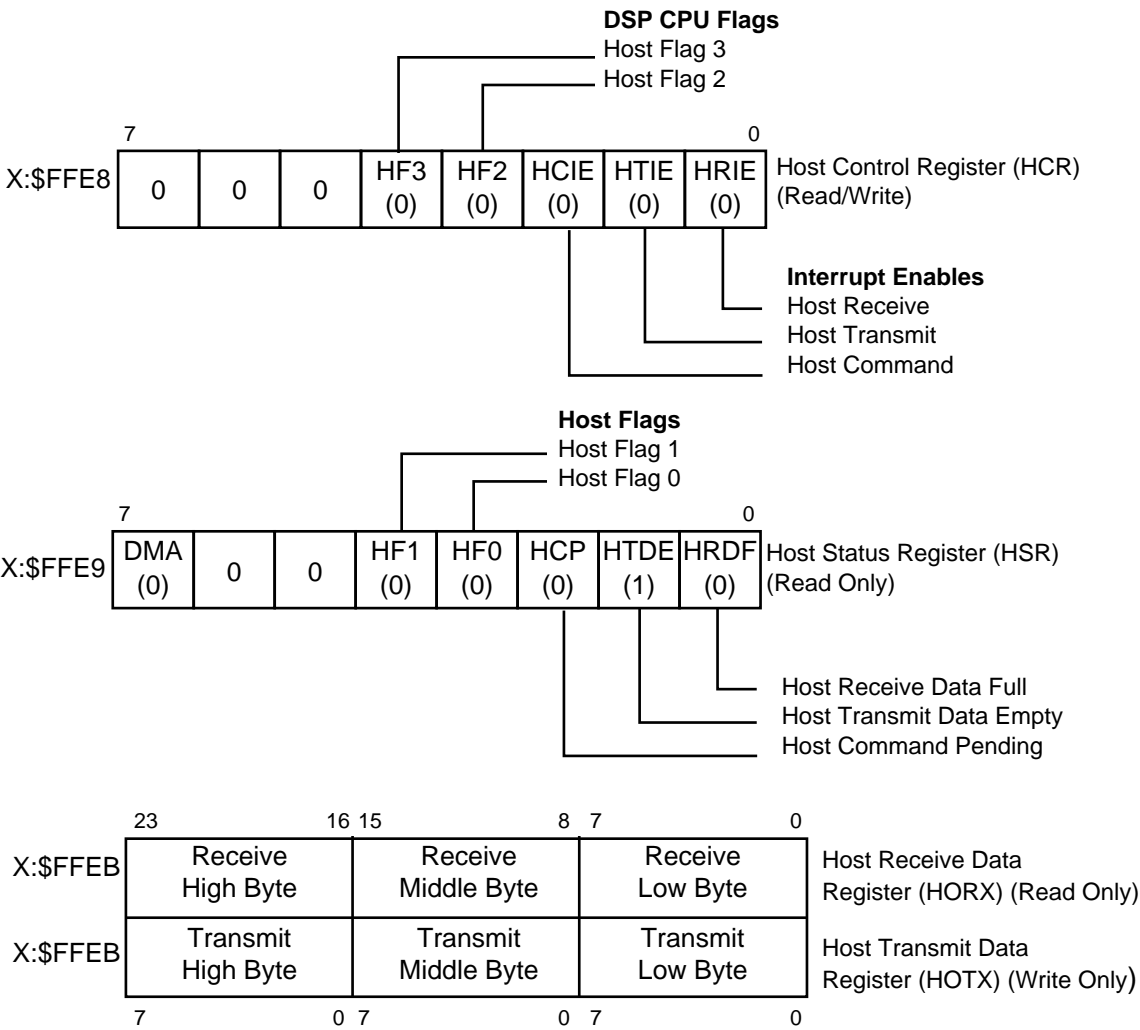 DSP CPU Flags
Host Flag 3
Host Flag 2
7 0
X:$FFE8 0 0 0 HF3 (0) HF2 (0) HCIE (0) HTIE (0) HRIE (0) Host Control Register (HCR)
(Read/Write)
Interrupt Enables
Host Receive
Host Transmit
Host Command
Host Flags
Host Flag 1
Host Flag 0
7 0
X:$FFE9 DMA (0) 0 0 HF1 (0) HF0 (0) HCP (0) HTDE (1) HRDF (0) Host Status Register (HSR)
(Read Only)
Host Receive Data Full
Host Transmit Data Empty
Host Command Pending
23 16 15 8 7 0
X:$FFEB Receive High Byte Receive Middle Byte Receive Low Byte Host Receive Data
Register (HORX) (Read Only)
X:$FFEB Transmit High Byte Transmit Middle Byte Transmit Low Byte Host Transmit Data
Register (HOTX) (Write Only)
7 0 7 0 7 0